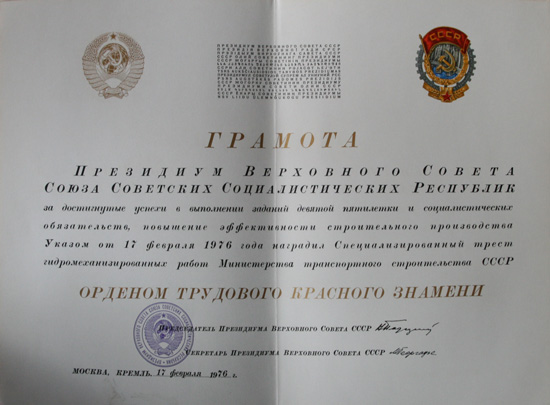 СССР
ГРАМОТА
Президиум Верховного Совета
Союза Советских Социалистических Республик
за достигнутые успехи в выполнении заданий девятой пятилетки и социалистических
обязательств, повышение эффективности строительного производства
Указом от 17 февраля 1976 года наградил Специализированный трест
гидромеханизированных работ Министерства транспортного строительства СССР
ОРДЕНОМ ТРУДОВОГО КРАСНОГО ЗНАМЕНИ
Председатель Президиума Верховного Совета СССР
Секретарь Президиума Верховного Совета СССР
Москва, Кремль. 17 февраля 1976 г.